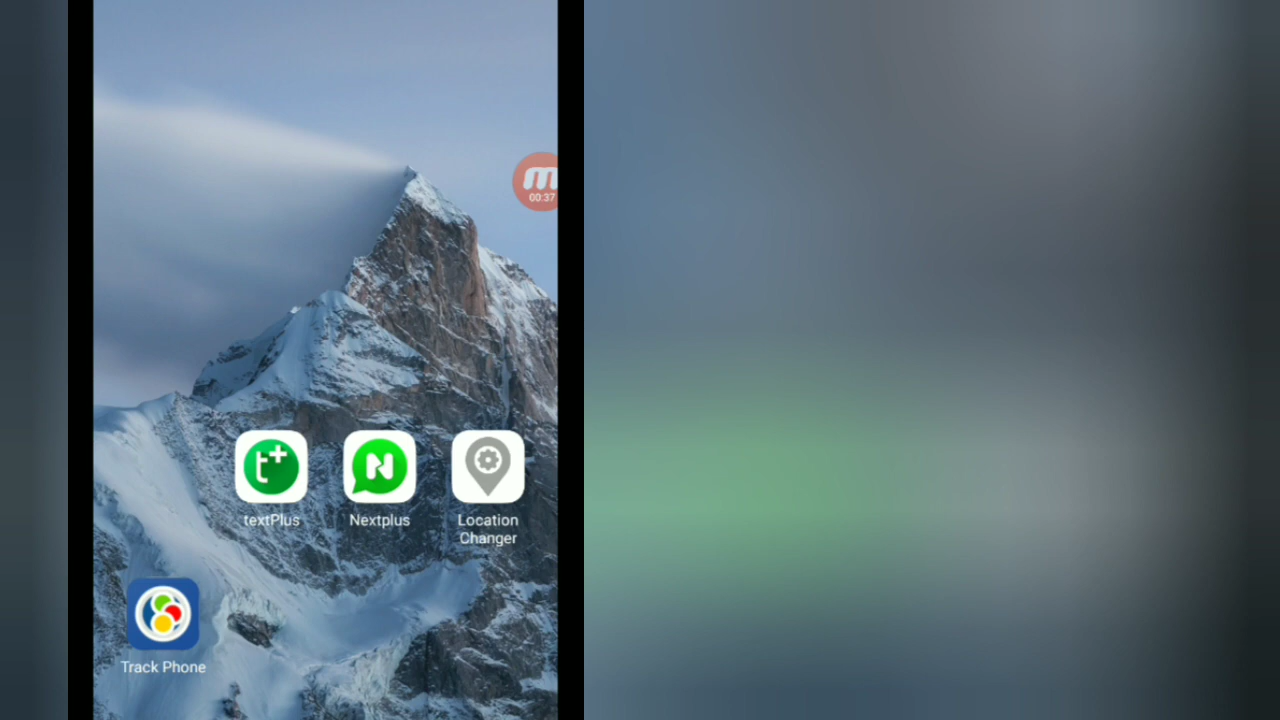 m
00:37
t+
N
textPlus
Nextplus
Location
Changer
Track Phone